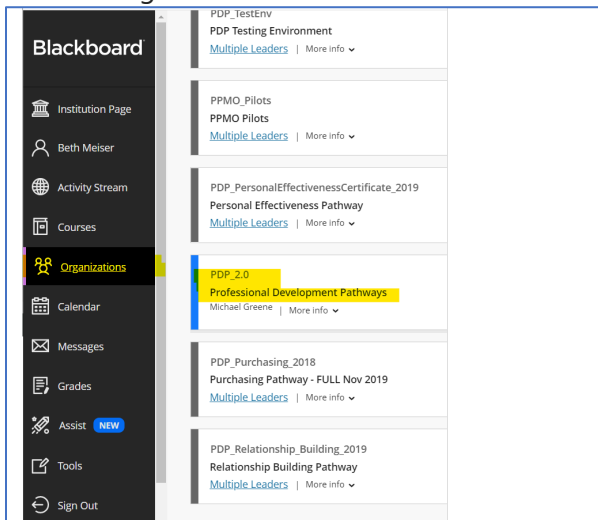 Blackboard
Institution Page
Beth Meiser
Activity Stream
Courses
Organizations
Calendar
Messages
Grades
Assist NEW
Tools
Sign Out
PDP_TestEnv
PDP Testing Environment
Multiple Leaders | More info
PPMO_Pilots
PPMO Pilots
Multiple Leaders | More info
PDP_PersonalEffectivenessCertificate_2019
Personal Effectiveness Pathway
Multiple Leaders | More info
PDP_2.0
Professional Development Pathways
Michael Greene | More info
PDP_Purchasing_2018
Purchasing Pathway - FULL Nov 2019
Multiple Leaders | More info
PDP_Relationship_Building_2019
Relationship Building Pathway
Multiple Leaders | More info